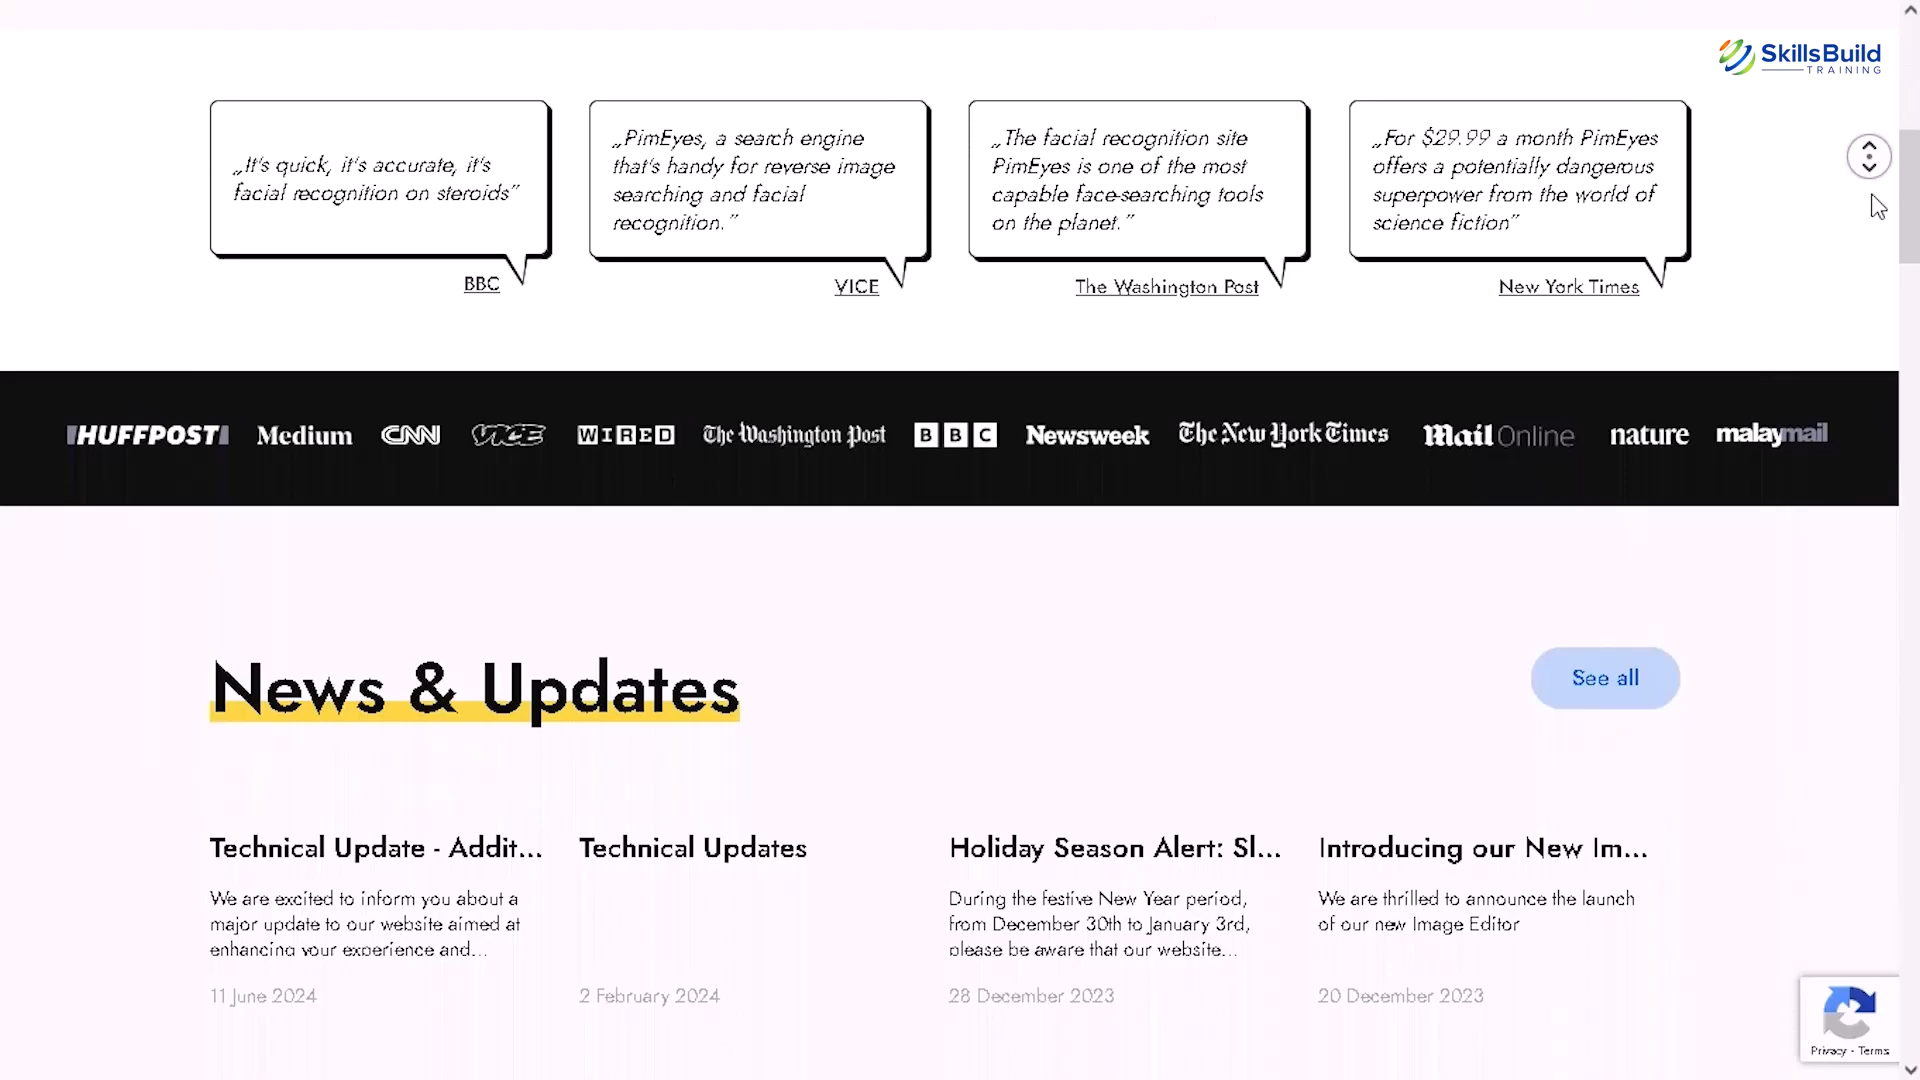 SkillsBuild
TRAINING
„It's quick, it's accurate, it's
facial recognition on steroids”
BBC
„PimEyes, a search engine
that's handy for reverse image
searching and facial
recognition.”
VICE
„The facial recognition site
PimEyes is one of the most
capable face-searching tools
on the planet.”
The Washington Post
„For $29.99 a month PimEyes
offers a potentially dangerous
superpower from the world of
science fiction”
New York Times
HUFFPOST Medium CNN VICE WIRED The Washington Post BBC Newsweek The New York Times Mail Online nature malaymail
News & Updates
See all
Technical Update - Addit...
We are excited to inform you about a
major update to our website aimed at
enhancing your experience and...
11 June 2024
Technical Updates
2 February 2024
Holiday Season Alert: Sl...
During the festive New Year period,
from December 30th to January 3rd,
please be aware that our website...
28 December 2023
Introducing our New Im...
We are thrilled to announce the launch
of our new Image Editor
20 December 2023
Privacy - Terms